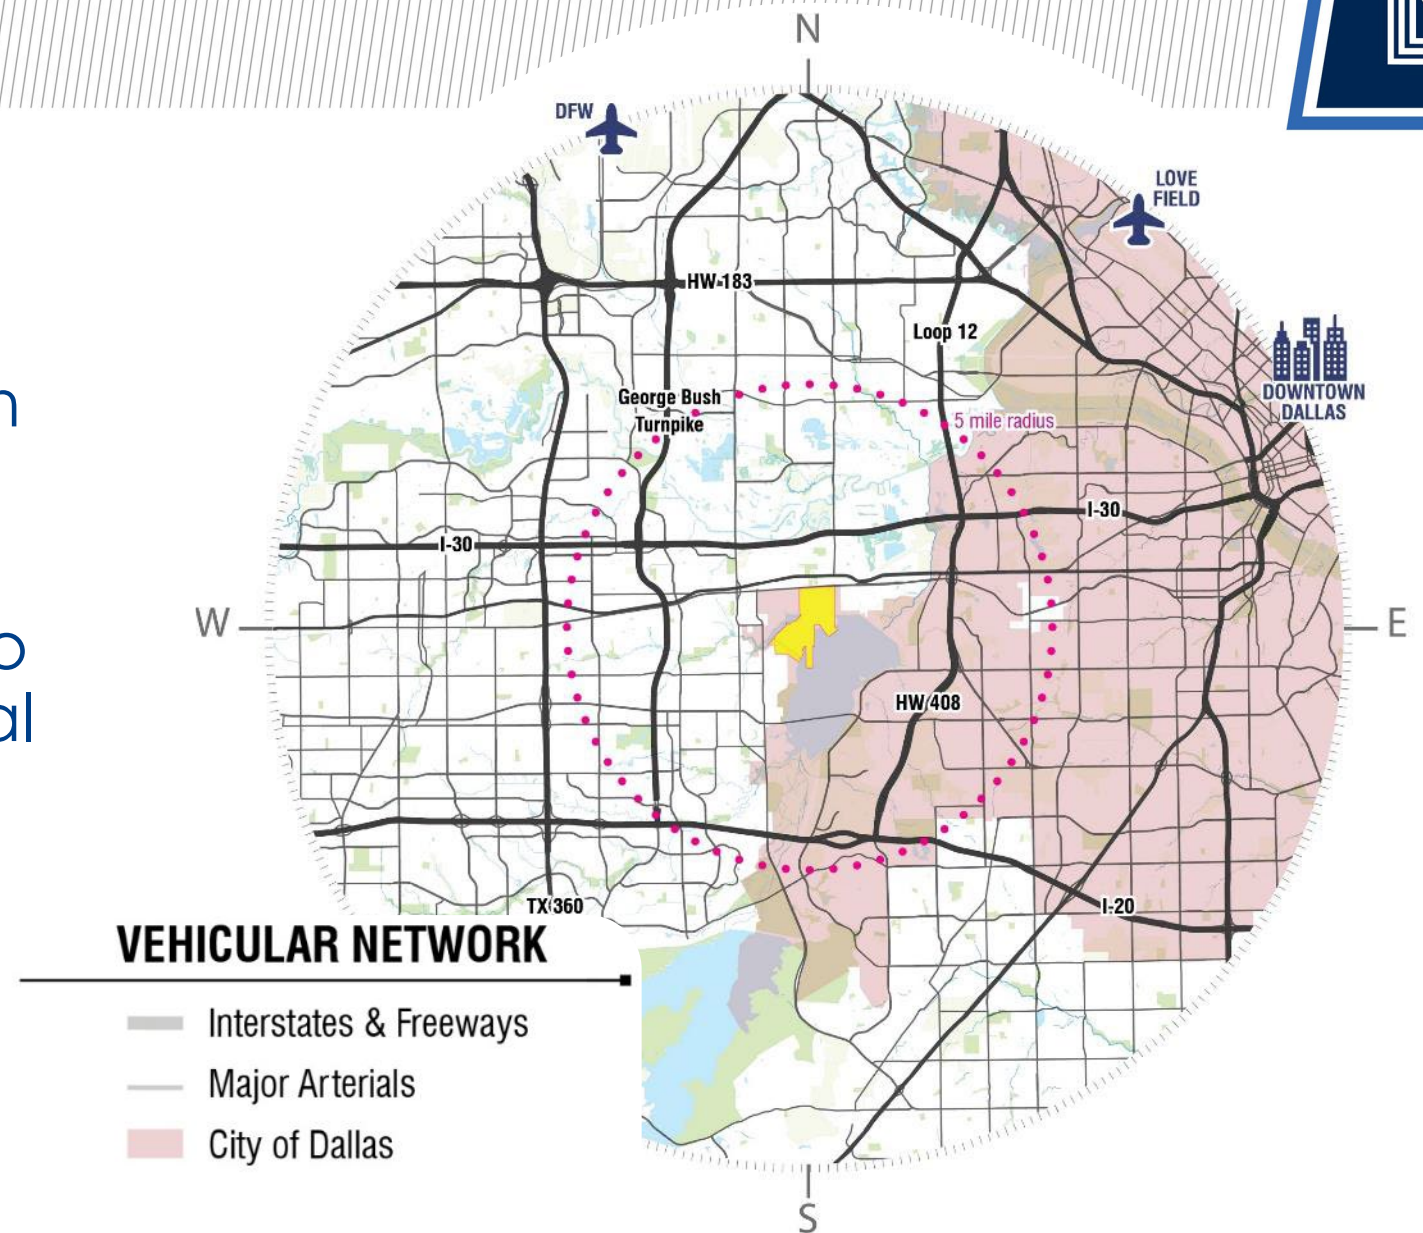 N
DFW
LOVE
FIELD
HW 183
Loop 12
DOWNTOWN
DALLAS
George Bush
Turnpike
5 mile radius
I-30
I-30
W
E
HW 408
TX 360
I-20
VEHICULAR NETWORK
Interstates & Freeways
Major Arterials
City of Dallas
S